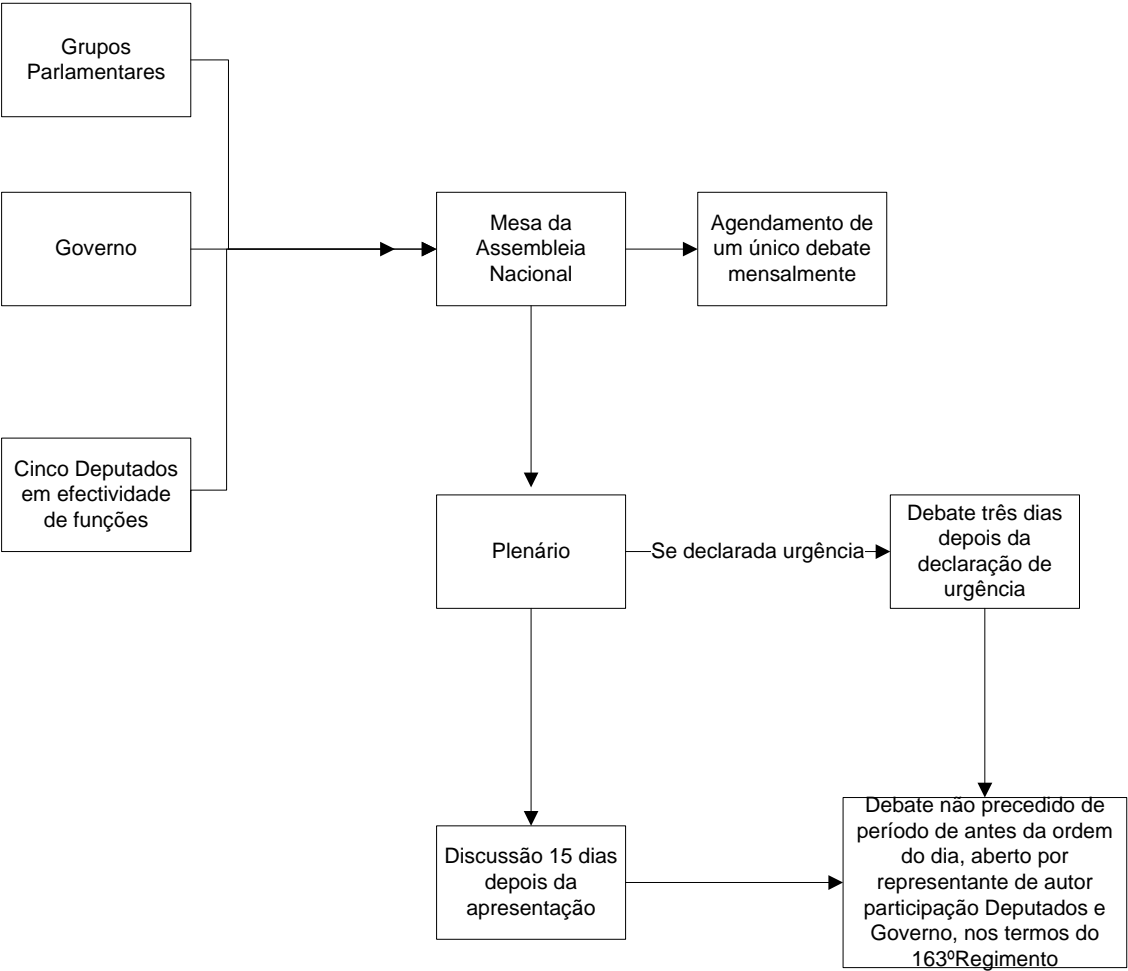 Grupos
Parlamentares
Governo
Mesa da
Assembleia
Nacional
Agendamento de
um único debate
mensalmente
Cinco Deputados
em efectividade
de funções
Plenário
Se declarada urgência
Debate três dias
depois da
declaração de
urgência
Discussão 15 dias
depois da
apresentação
Debate não precedido de
período de antes da ordem
do dia, aberto por
representante de autor
participação Deputados e
Governo, nos termos do
163ºRegimento